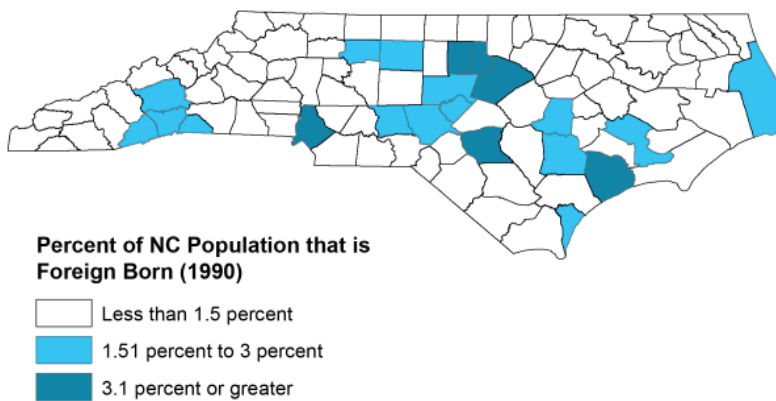 Percent of NC Population that is
Foreign Born (1990)
Less than 1.5 percent
1.51 percent to 3 percent
3.1 percent or greater